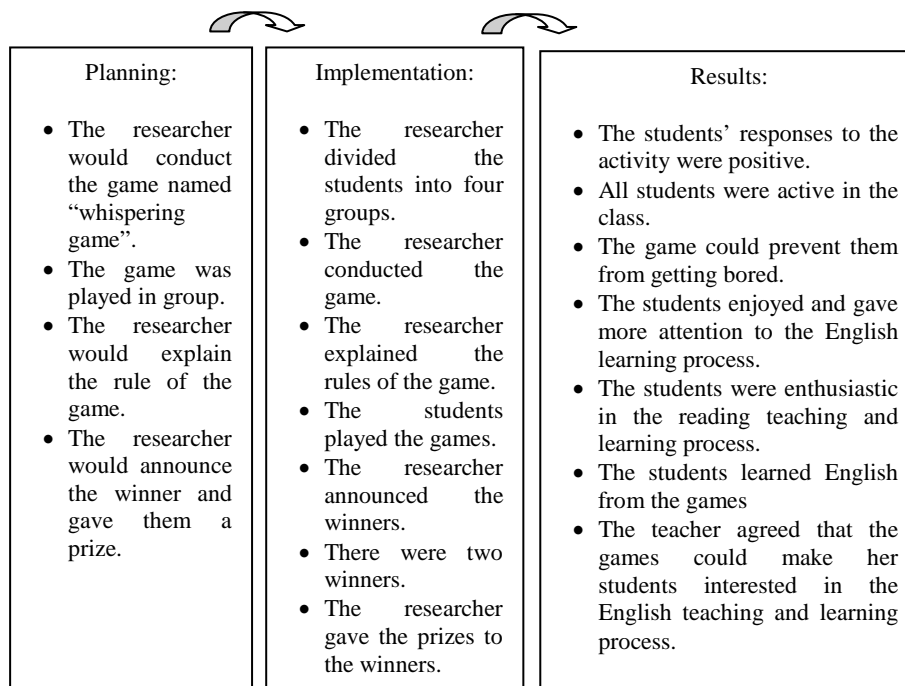 Planning:
• The researcher
would conduct
the game named
“whispering
game”.
• The game was
played in group.
• The researcher
would explain
the rule of the
game.
• The researcher
would announce
the winner and
gave them a
prize.
Implementation:
• The researcher
divided the
students into four
groups.
• The researcher
conducted the
game.
• The researcher
explained the
rules of the game.
• The students
played the games.
• The researcher
announced the
winners.
• There were two
winners.
• The researcher
gave the prizes to
the winners.
Results:
• The students’ responses to the
activity were positive.
• All students were active in the
class.
• The game could prevent them
from getting bored.
• The students enjoyed and gave
more attention to the English
learning process.
• The students were enthusiastic
in the reading teaching and
learning process.
• The students learned English
from the games
• The teacher agreed that the
games could make her
students interested in the
English teaching and learning
process.